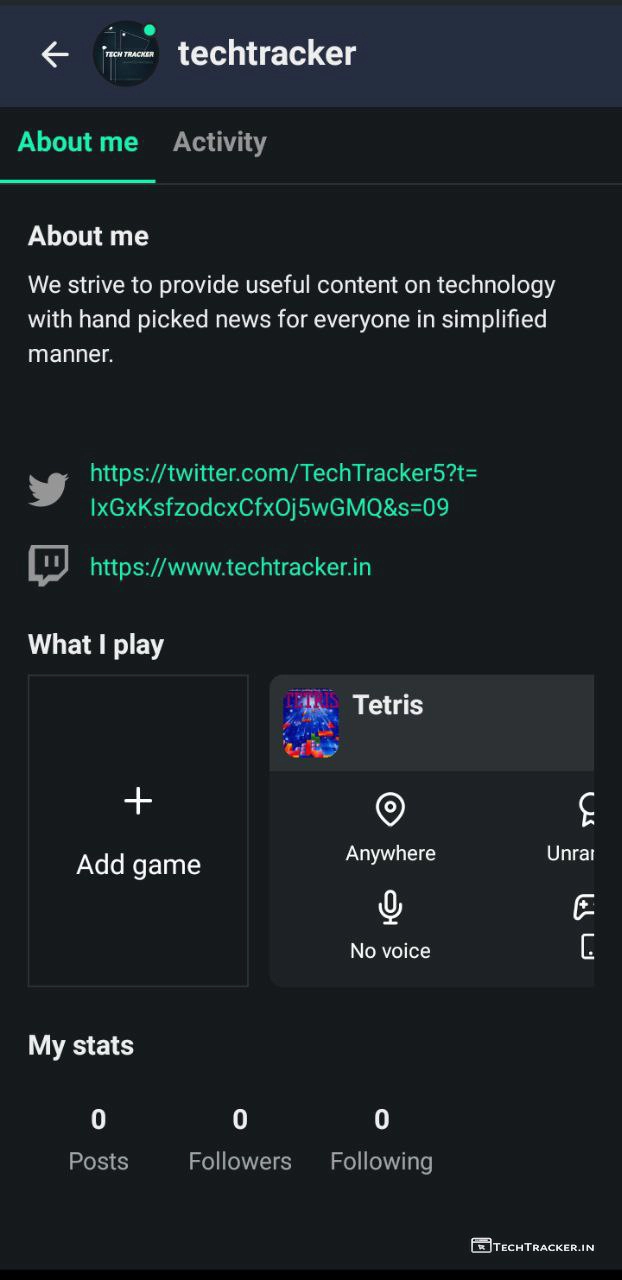 TECH TRACKER
techtracker
About me
Activity
About me
We strive to provide useful content on technology
with hand picked news for everyone in simplified
manner.
https://twitter.com/TechTracker5?t=
IxGxKsfzodcxCfxOj5wGMQ&s=09
https://www.techtracker.in
What I play
TETRIS
Tetris
Add game
Anywhere
Unran
No voice
My stats
0
0
0
Posts
Followers
Following
TECHTRACKER.IN